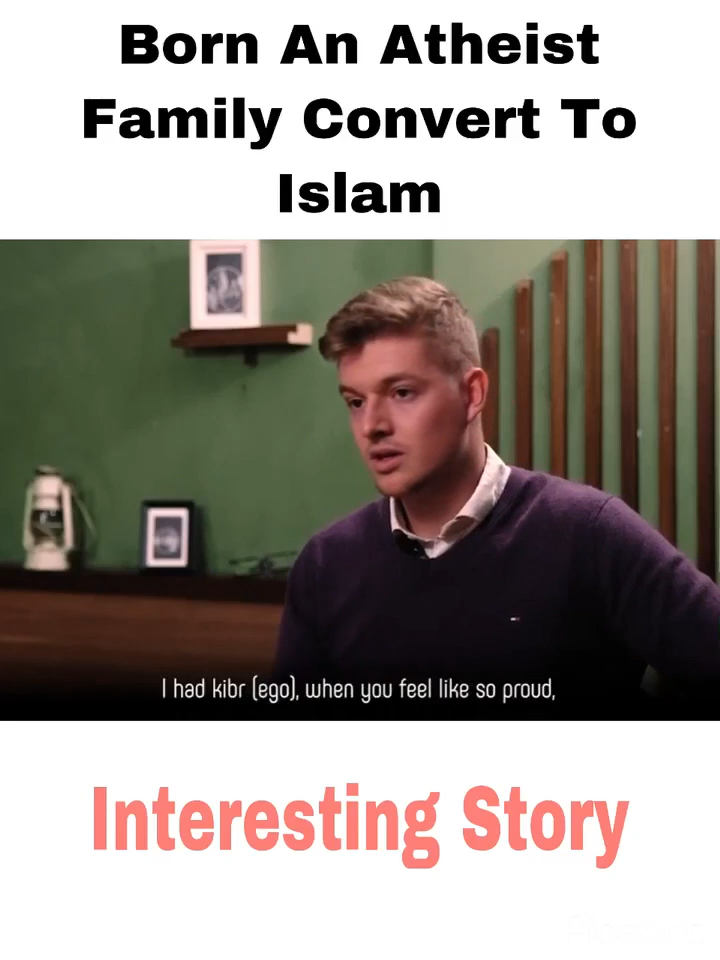 Born An Atheist
Family Convert To
Islam
I had kibr (ego), when you feel like so proud,
Interesting Story